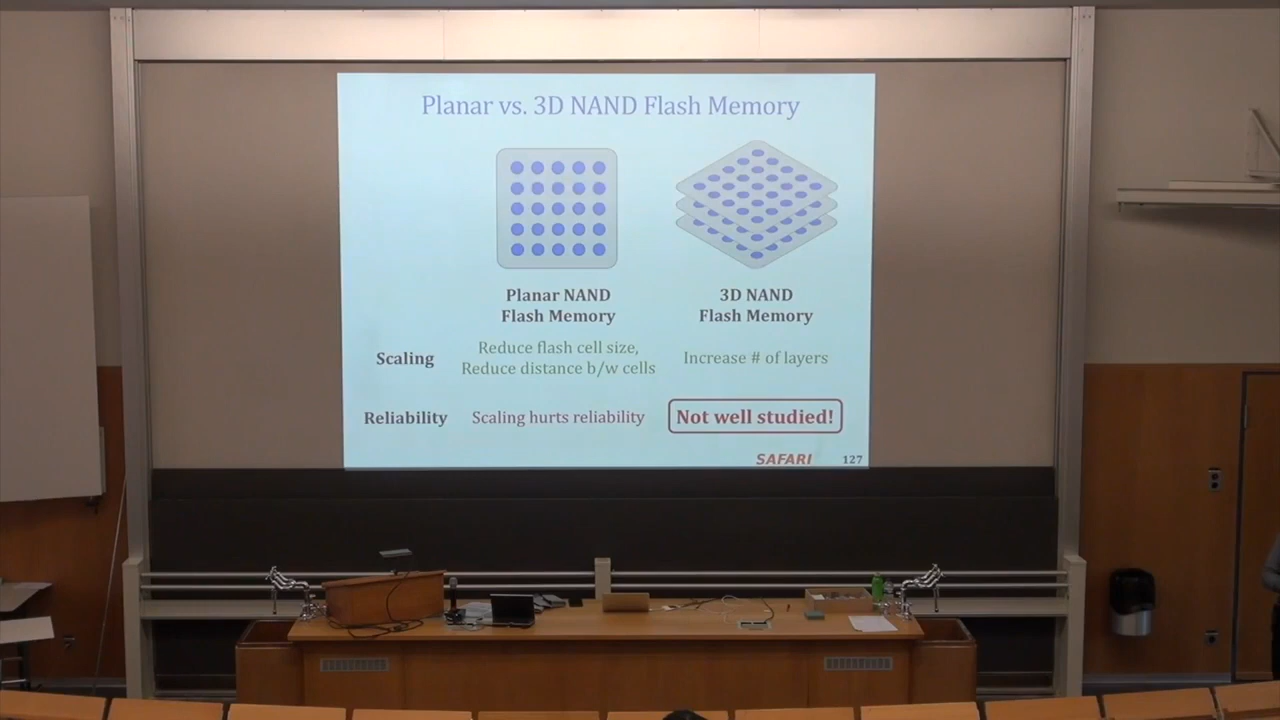 Planar vs. 3D NAND Flash Memory
Planar NAND
Flash Memory
3D NAND
Flash Memory
Scaling
Reduce flash cell size,
Reduce distance b/w cells
Increase # of layers
Reliability
Scaling hurts reliability
Not well studied!
SAFARI
127